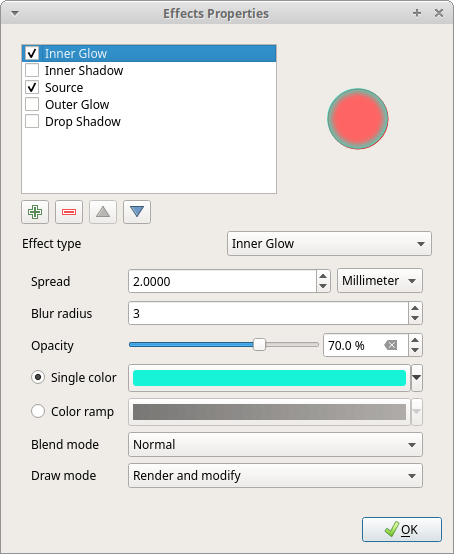 Effects Properties
Inner Glow
Inner Shadow
Source
Outer Glow
Drop Shadow
Effect type Inner Glow
Spread 2.0000 Millimeter
Blur radius 3
Opacity 70.0 %
Single color
Color ramp
Blend mode Normal
Draw mode Render and modify
OK